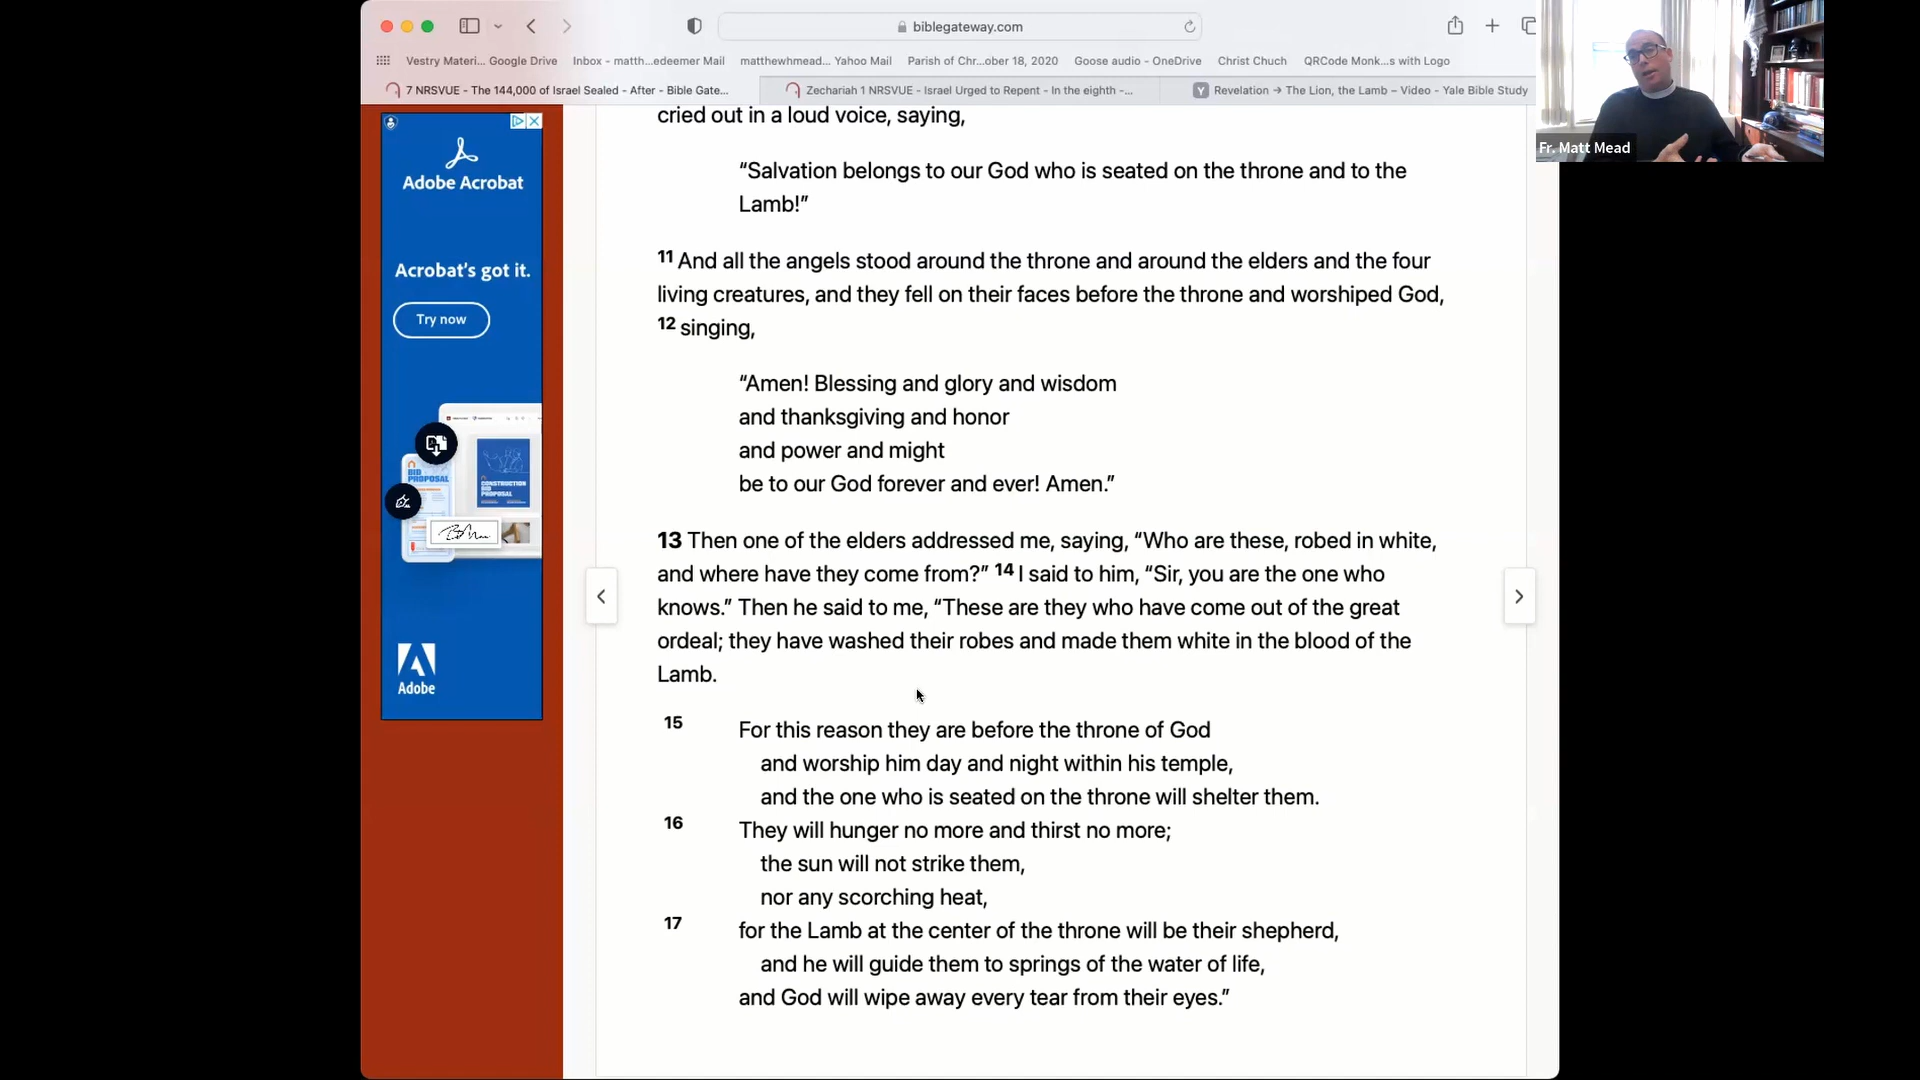 biblegateway.com
Vestry Materi... Google Drive
Inbox - matth...edeemer Mail
matthewhmead... Yahoo Mail
Parish of Chr...ober 18, 2020
Goose audio - OneDrive
Christ Chuch
QRCode Monk...s with Logo
7 NRSVUE - The 144,000 of Israel Sealed - After - Bible Gate...
Zechariah 1 NRSVUE - Israel Urged to Repent - In the eighth -...
Y
Revelation → The Lion, the Lamb – Video - Yale Bible Study
Fr. Matt Mead
Adobe Acrobat
Acrobat's got it.
Try now
BID
PROPOSAL
CONSTRUCTION
BID
PROPOSAL
Adobe
cried out in a loud voice, saying,
“Salvation belongs to our God who is seated on the throne and to the
Lamb!”
11 And all the angels stood around the throne and around the elders and the four
living creatures, and they fell on their faces before the throne and worshiped God,
12 singing,
“Amen! Blessing and glory and wisdom
and thanksgiving and honor
and power and might
be to our God forever and ever! Amen.”
13 Then one of the elders addressed me, saying, “Who are these, robed in white,
and where have they come from?” 14 I said to him, “Sir, you are the one who
knows.” Then he said to me, “These are they who have come out of the great
ordeal; they have washed their robes and made them white in the blood of the
Lamb.
15 For this reason they are before the throne of God
and worship him day and night within his temple,
and the one who is seated on the throne will shelter them.
16 They will hunger no more and thirst no more;
the sun will not strike them,
nor any scorching heat,
17 for the Lamb at the center of the throne will be their shepherd,
and he will guide them to springs of the water of life,
and God will wipe away every tear from their eyes.”